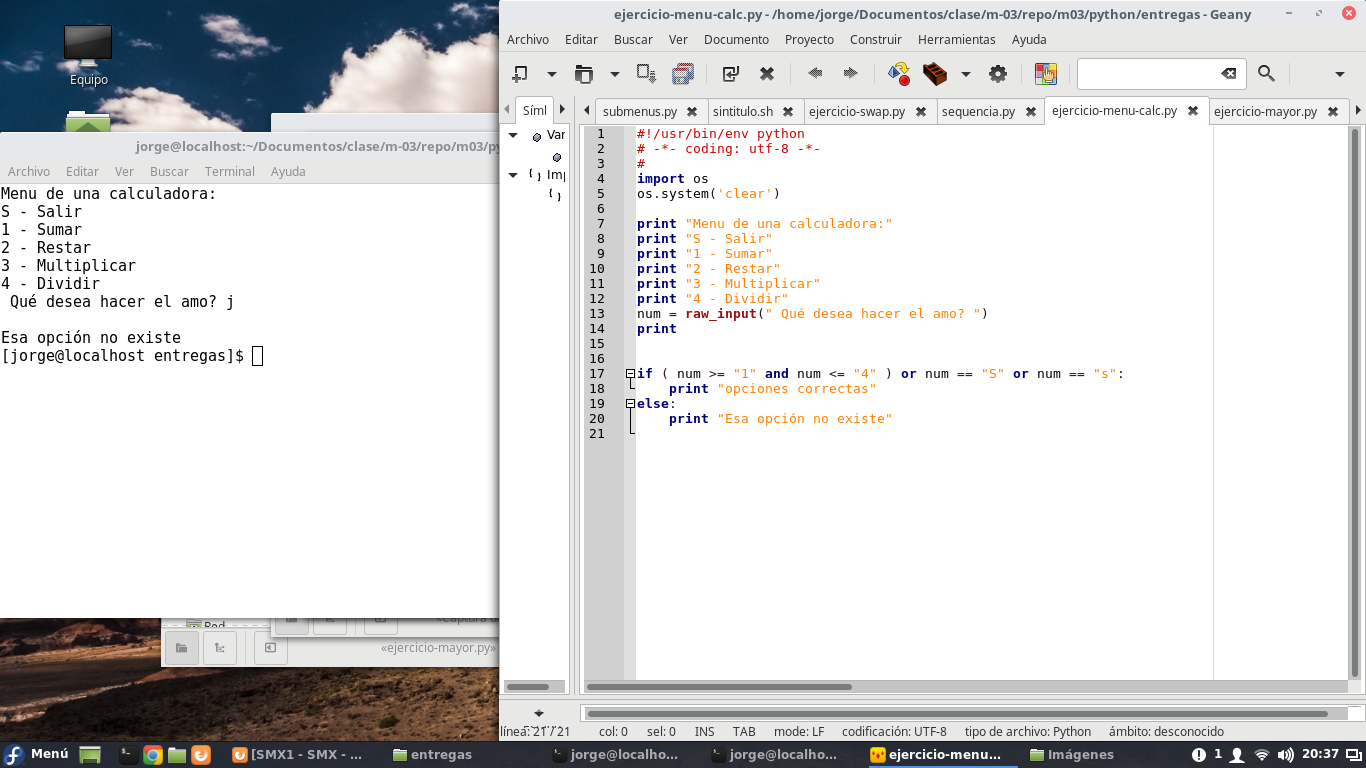 Equipo
jorge@localhost:~/Documentos/clase/m-03/repo/m03/py
Archivo Editar Ver Buscar Terminal Ayuda
Menu de una calculadora:
S - Salir
1 - Sumar
2 - Restar
3 - Multiplicar
4 - Dividir
Qué desea hacer el amo? j
Esa opción no existe
[jorge@localhost entregas]$
«ejercicio-mayor.py»
ejercicio-menu-calc.py - /home/jorge/Documentos/clase/m-03/repo/m03/python/entregas - Geany
Archivo Editar Buscar Ver Documento Proyecto Construir Herramientas Ayuda
Síml
submenus.py sintitulo.sh ejercicio-swap.py sequencia.py ejercicio-menu-calc.py ejercicio-mayor.py
Var
Imp
1 #!/usr/bin/env python
2 # -*- coding: utf-8 -*-
3 #
4 import os
5 os.system('clear')
6
7 print "Menu de una calculadora:"
8 print "S - Salir"
9 print "1 - Sumar"
10 print "2 - Restar"
11 print "3 - Multiplicar"
12 print "4 - Dividir"
13 num = raw_input(" Qué desea hacer el amo? ")
14 print
15
16
17 if ( num >= "1" and num <= "4" ) or num == "S" or num == "s":
18 print "opciones correctas"
19 else:
20 print "Esa opción no existe"
21
línea: 21 / 21 col: 0 sel: 0 INS TAB mode: LF codificación: UTF-8 tipo de archivo: Python ámbito: desconocido
Menú [SMX1 - SMX - ... entregas jorge@localho... jorge@localho... ejercicio-menu... Imágenes 1 20:37